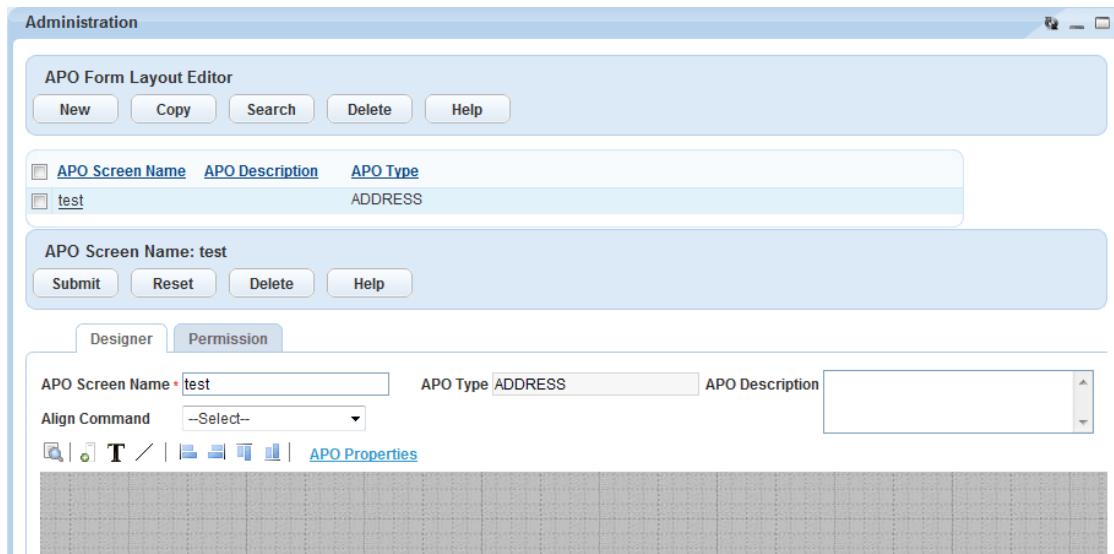 Administration
APO Form Layout Editor
New Copy Search Delete Help
APO Screen Name APO Description APO Type
test ADDRESS
APO Screen Name: test
Submit Reset Delete Help
Designer Permission
APO Screen Name * test APO Type ADDRESS APO Description
Align Command --Select--
T APO Properties